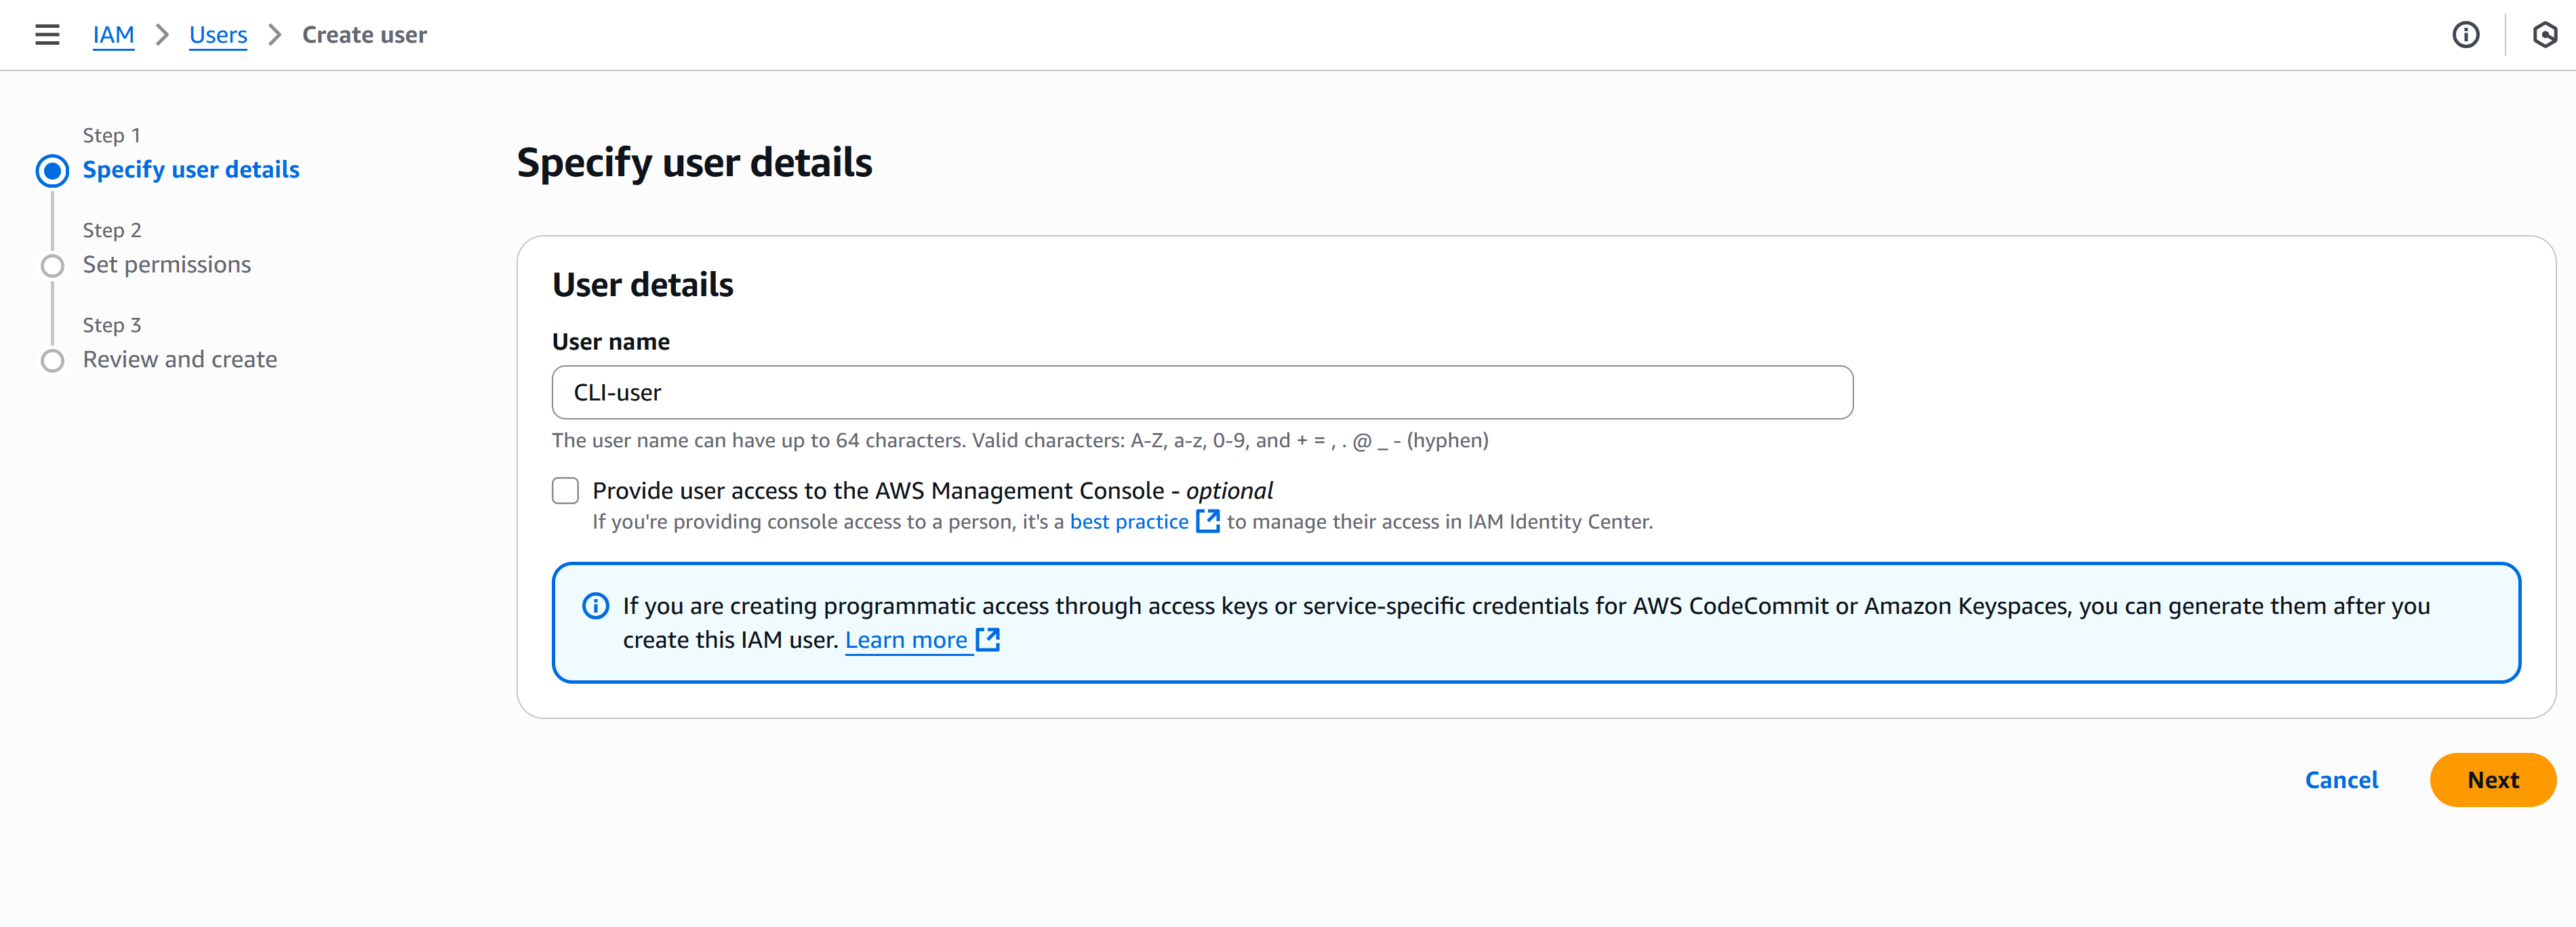 IAM > Users > Create user
Step 1
Specify user details
Step 2
Set permissions
Step 3
Review and create
Specify user details
User details
User name
CLI-user
The user name can have up to 64 characters. Valid characters: A-Z, a-z, 0-9, and + = , . @ _ - (hyphen)
Provide user access to the AWS Management Console - optional
If you're providing console access to a person, it's a best practice to manage their access in IAM Identity Center.
If you are creating programmatic access through access keys or service-specific credentials for AWS CodeCommit or Amazon Keyspaces, you can generate them after you
create this IAM user. Learn more
Cancel
Next